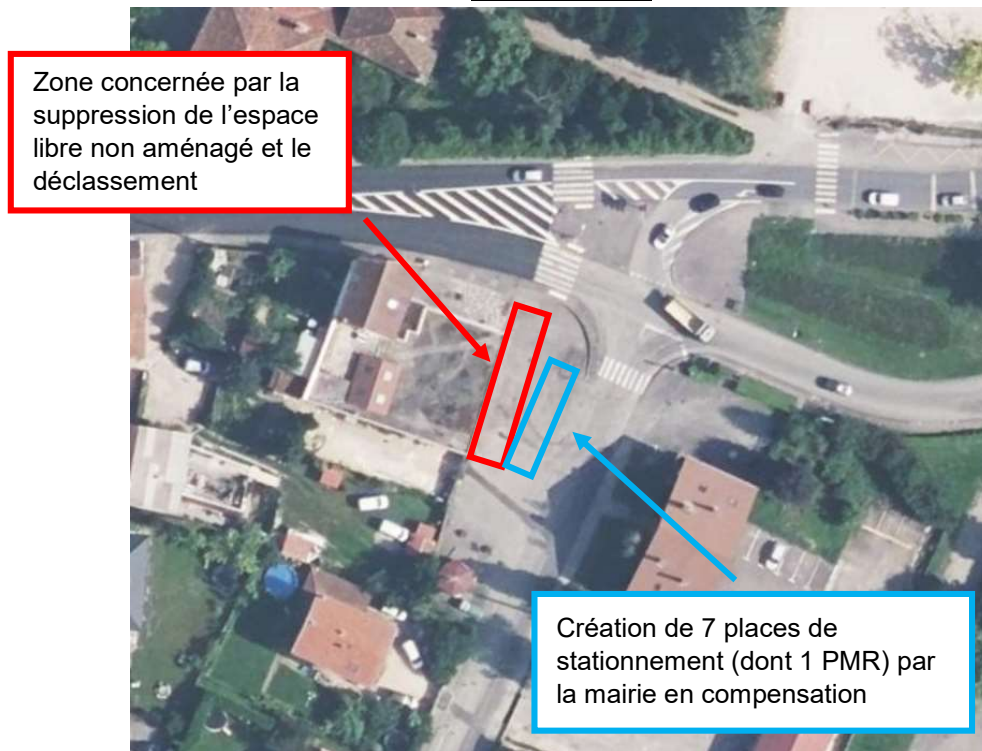 Zone concernée par la
suppression de l’espace
libre non aménagé et le
déclassement
Création de 7 places de
stationnement (dont 1 PMR) par
la mairie en compensation